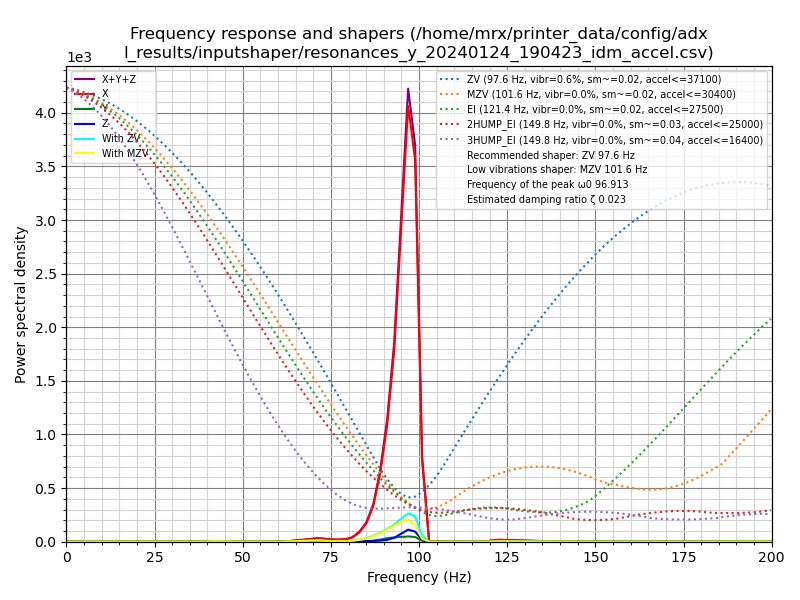 Frequency response and shapers (/home/mrx/printer_data/config/adx
l_results/inputshaper/resonances_y_20240124_190423_idm_accel.csv)
1e3
X+Y+Z
X
Y
Z
With ZV
With MZV
ZV (97.6 Hz, vibr=0.6%, sm~=0.02, accel<=37100)
MZV (101.6 Hz, vibr=0.0%, sm~=0.02, accel<=30400)
EI (121.4 Hz, vibr=0.0%, sm~=0.02, accel<=27500)
2HUMP_EI (149.8 Hz, vibr=0.0%, sm~=0.03, accel<=25000)
3HUMP_EI (149.8 Hz, vibr=0.0%, sm~=0.04, accel<=16400)
Recommended shaper: ZV 97.6 Hz
Low vibrations shaper: MZV 101.6 Hz
Frequency of the peak ω0 96.913
Estimated damping ratio ζ 0.023
Power spectral density
4.0
3.5
3.0
2.5
2.0
1.5
1.0
0.5
0.0
0 25 50 75 100 125 150 175 200
Frequency (Hz)